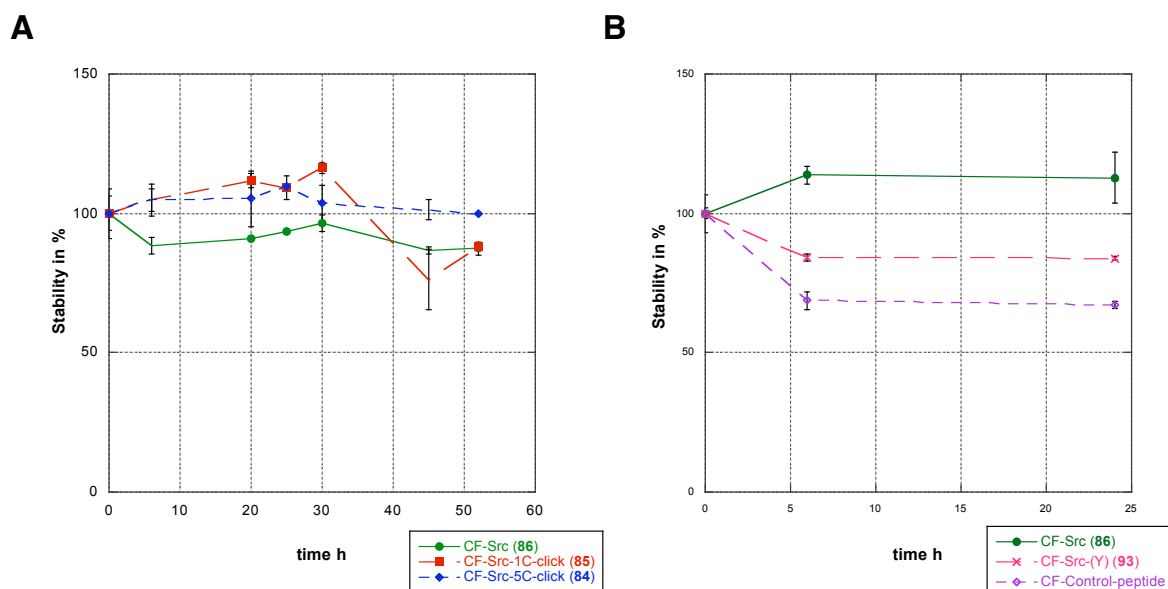 A
B
Stability in %
150
100
50
0
0 10 20 30 40 50 60
time h
CF-Src (86)
CF-Src-1C-click (85)
CF-Src-5C-click (84)
Stability in %
150
100
50
0
0 5 10 15 20 25
time h
CF-Src (86)
CF-Src-(Y) (93)
CF-Control-peptide